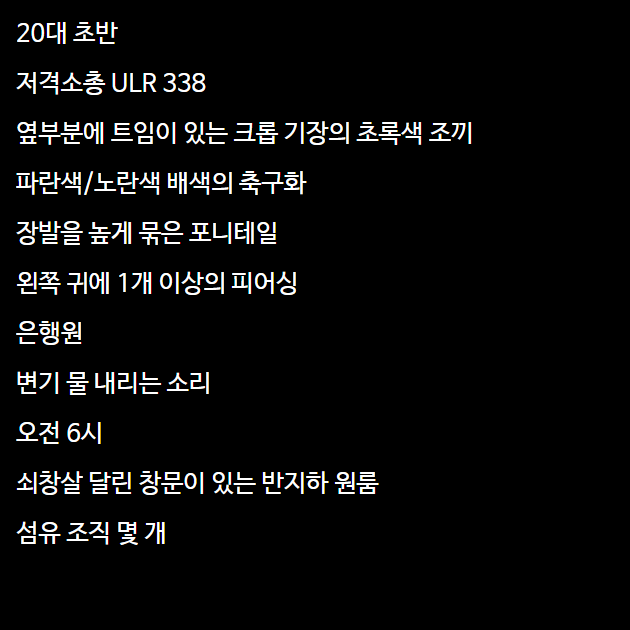 20대 초반
저격소총 ULR 338
옆부분에 트임이 있는 크롭 기장의 초록색 조끼
파란색/노란색 배색의 축구화
장발을 높게 묶은 포니테일
왼쪽 귀에 1개 이상의 피어싱
은행원
변기 물 내리는 소리
오전 6시
쇠창살 달린 창문이 있는 반지하 원룸
섬유 조직 몇 개